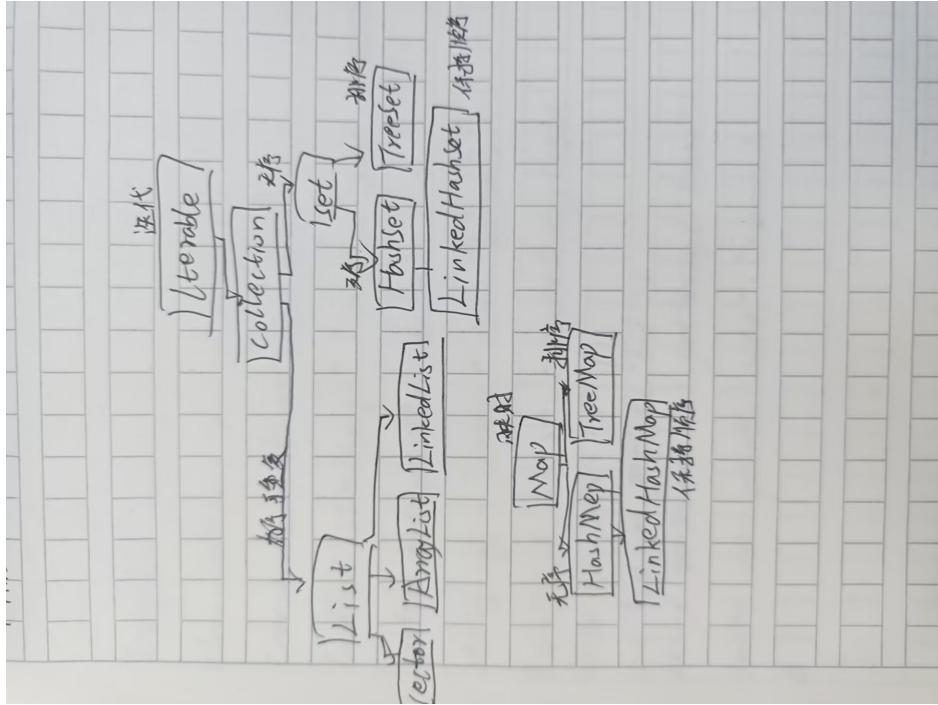 迭代
Iterable
Collection
有序可重复
无序
List
Set
无序
排序
Vector
ArrayList
LinkedList
HashSet
TreeSet
LinkedHashSet
保持顺序
映射
Map
无序
排序
HashMap
TreeMap
LinkedHashMap
保持顺序